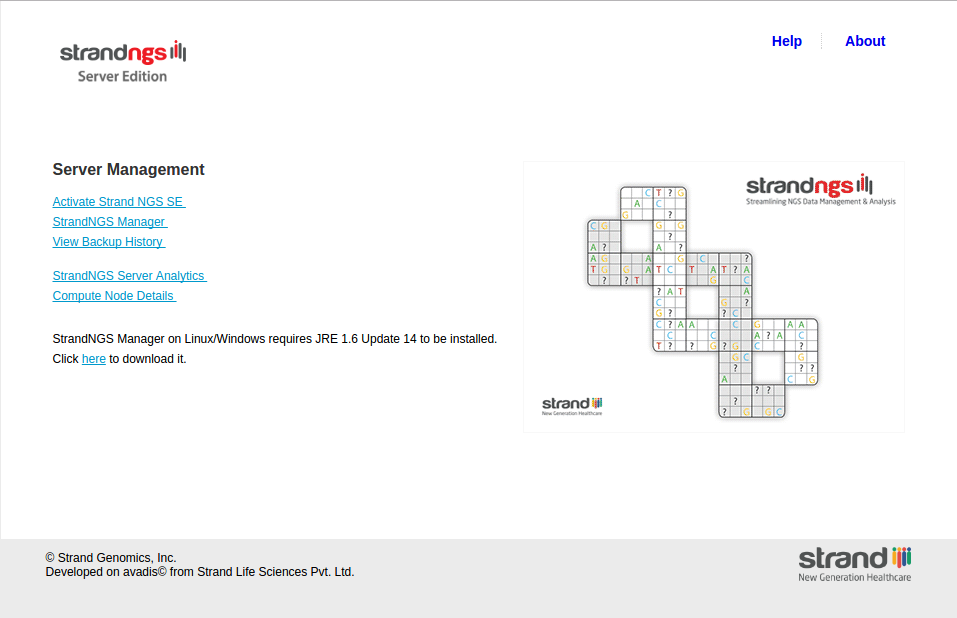 strandngs
Server Edition
Help
About
Server Management
Activate Strand NGS SE
StrandNGS Manager
View Backup History
StrandNGS Server Analytics
Compute Node Details
StrandNGS Manager on Linux/Windows requires JRE 1.6 Update 14 to be installed.
Click here to download it.
strandngs
Streamlining NGS Data Management & Analysis
strand
New Generation Healthcare
© Strand Genomics, Inc.
Developed on avadis© from Strand Life Sciences Pvt. Ltd.
strand
New Generation Healthcare